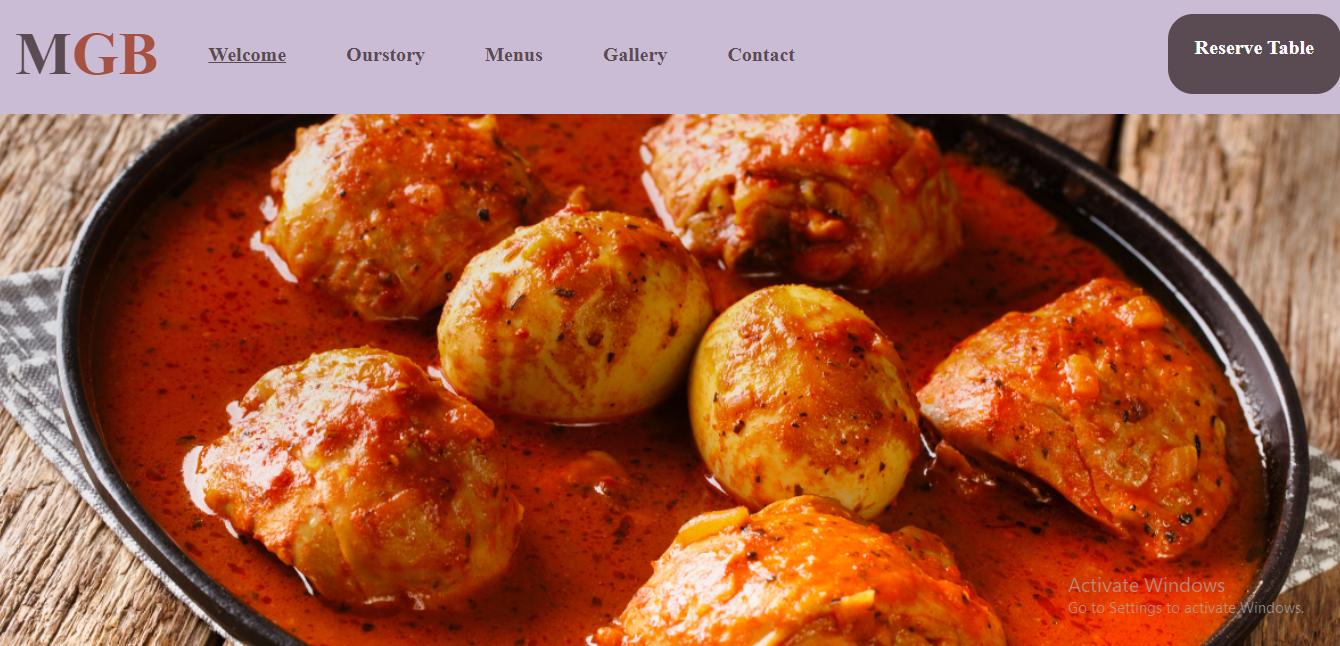 MGB
Welcome
Ourstory
Menus
Gallery
Contact
Reserve Table
Activate Windows
Go to Settings to activate Windows.